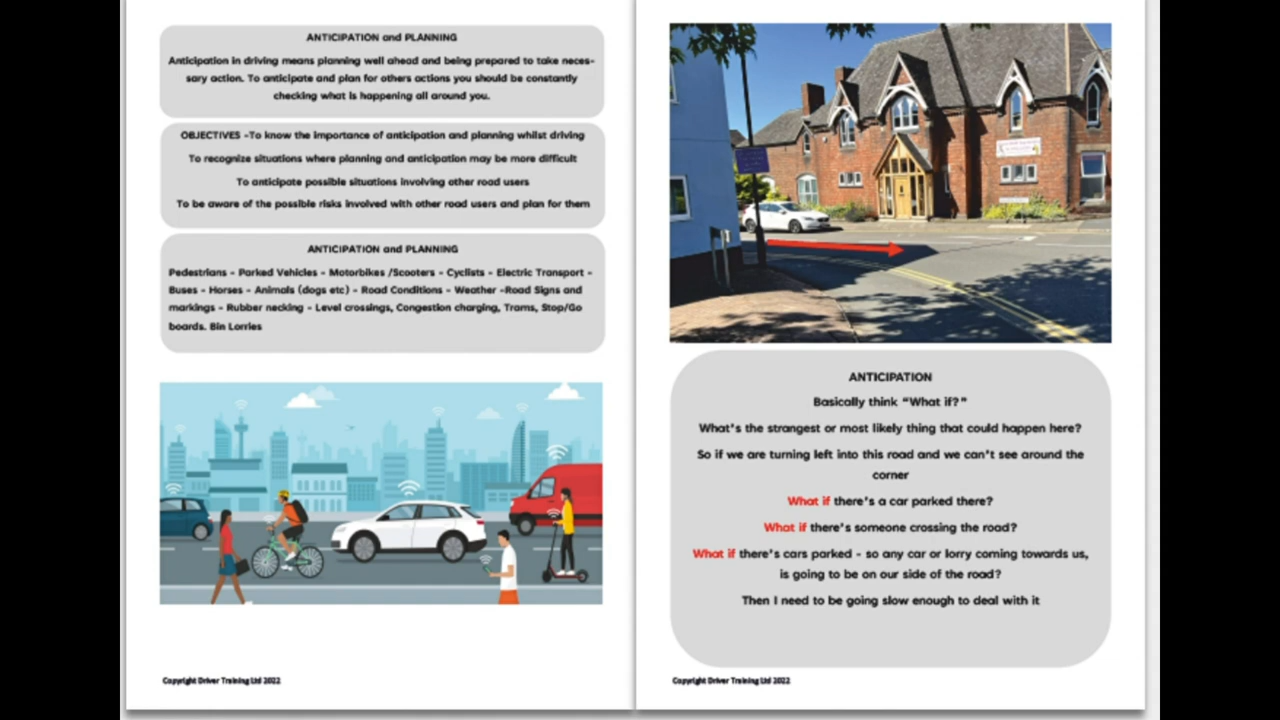 ANTICIPATION and PLANNING
Anticipation in driving means planning well ahead and being prepared to take neces-
sary action. To anticipate and plan for others actions you should be constantly
checking what is happening all around you.
OBJECTIVES -To know the importance of anticipation and planning whilst driving
To recognize situations where planning and anticipation may be more difficult
To anticipate possible situations involving other road users
To be aware of the possible risks involved with other road users and plan for them
ANTICIPATION and PLANNING
Pedestrians - Parked Vehicles - Motorbikes /Scooters - Cyclists - Electric Transport -
Buses - Horses - Animals (dogs etc) - Road Conditions - Weather -Road Signs and
markings - Rubber necking - Level crossings, Congestion charging, Trams, Stop/Go
boards. Bin Lorries
Copyright Driver Training Ltd 2022
ANTICIPATION
Basically think “What if?”
What's the strangest or most likely thing that could happen here?
So if we are turning left into this road and we can't see around the
corner
What if there's a car parked there?
What if there's someone crossing the road?
What if there's cars parked - so any car or lorry coming towards us,
is going to be on our side of the road?
Then I need to be going slow enough to deal with it
Copyright Driver Training Ltd 2022